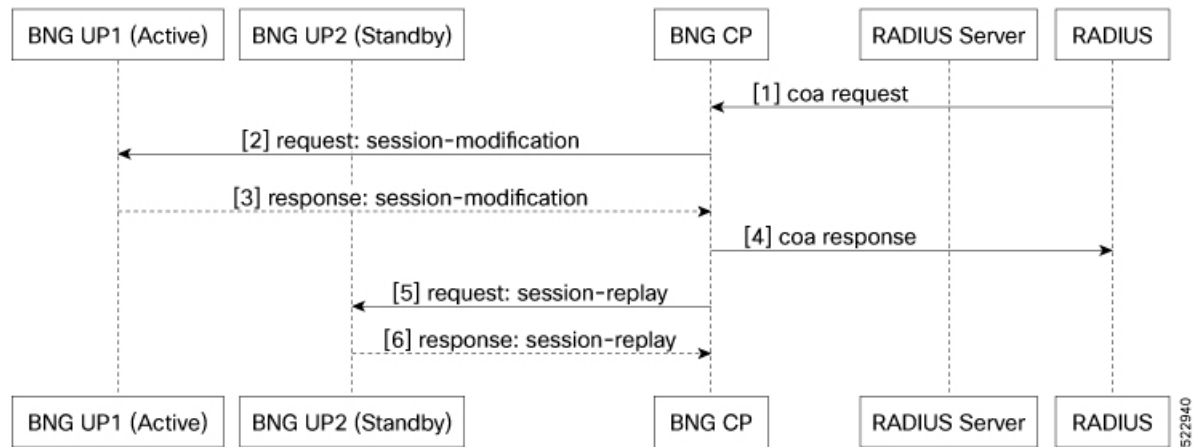 BNG UP1 (Active)
BNG UP2 (Standby)
BNG CP
RADIUS Server
RADIUS
[1] coa request
[2] request: session-modification
[3] response: session-modification
[4] coa response
[5] request: session-replay
[6] response: session-replay
BNG UP1 (Active)
BNG UP2 (Standby)
BNG CP
RADIUS Server
RADIUS
522940